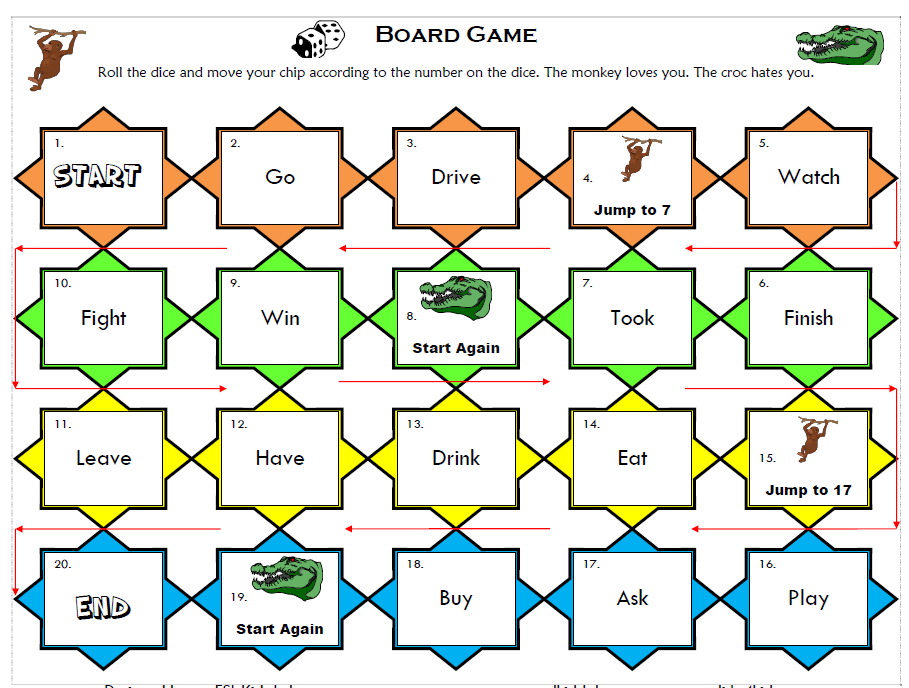 BOARD GAME
Roll the dice and move your chip according to the number on the dice. The monkey loves you. The croc hates you.
1.
START
2.
Go
3.
Drive
4.
Jump to 7
5.
Watch
10.
Fight
9.
Win
8.
Start Again
7.
Took
6.
Finish
11.
Leave
12.
Have
13.
Drink
14.
Eat
15.
Jump to 17
20.
END
19.
Start Again
18.
Buy
17.
Ask
16.
Play